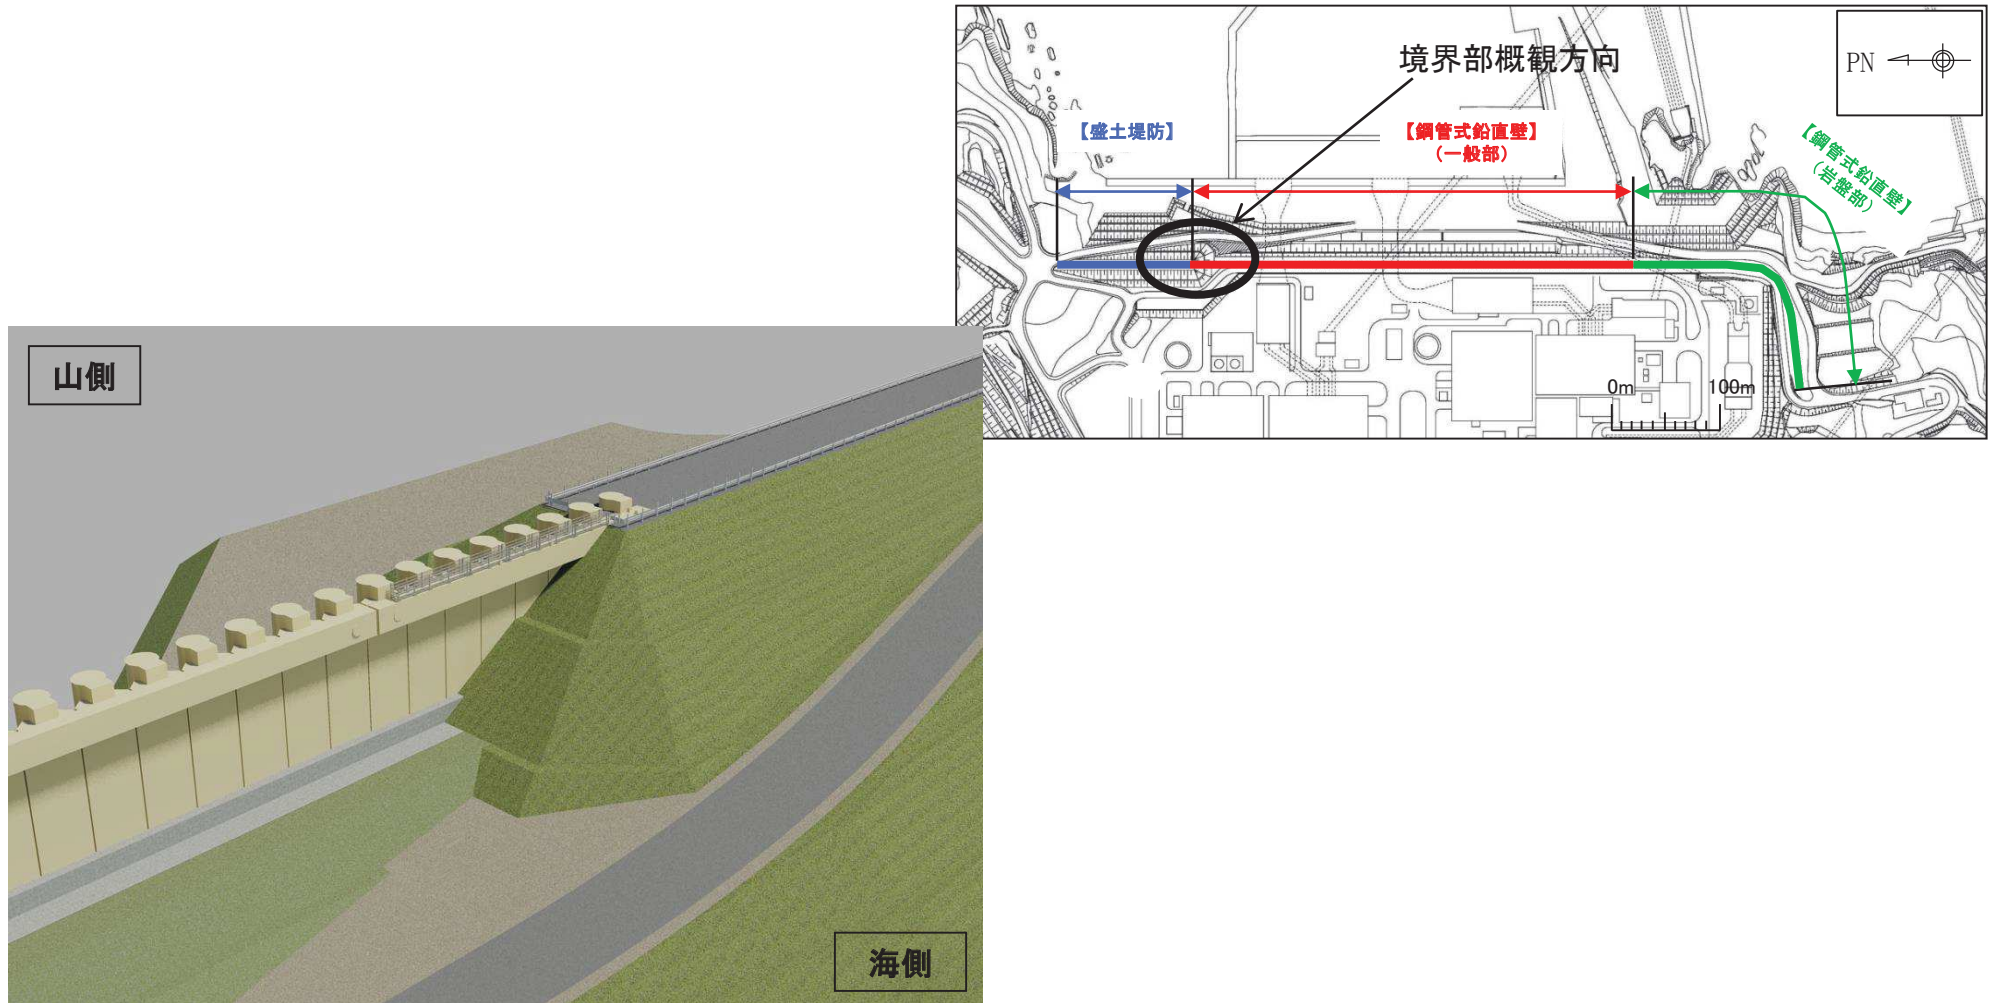 境界部概観方向
PN
【盛土堤防】
【鋼管式鉛直壁】
（一般部）
【鋼管式鉛直壁】
（岩盤部）
0m
100m
山側
海側